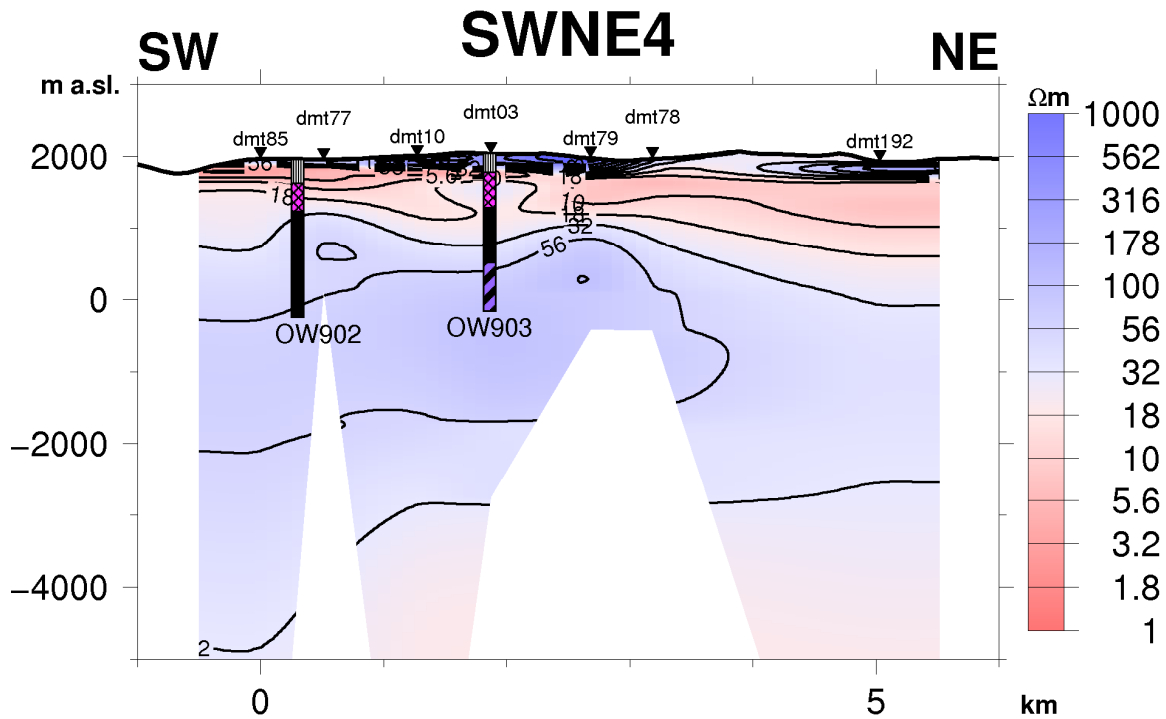 SWNE4
SW
NE
m a.sl.
Ωm
dmt85
dmt77
dmt10
dmt03
dmt79
dmt78
dmt192
2000
0
−2000
−4000
56
18
5.6
18
10
18
32
56
2
OW902
OW903
0
5
km
1000
562
316
178
100
56
32
18
10
5.6
3.2
1.8
1